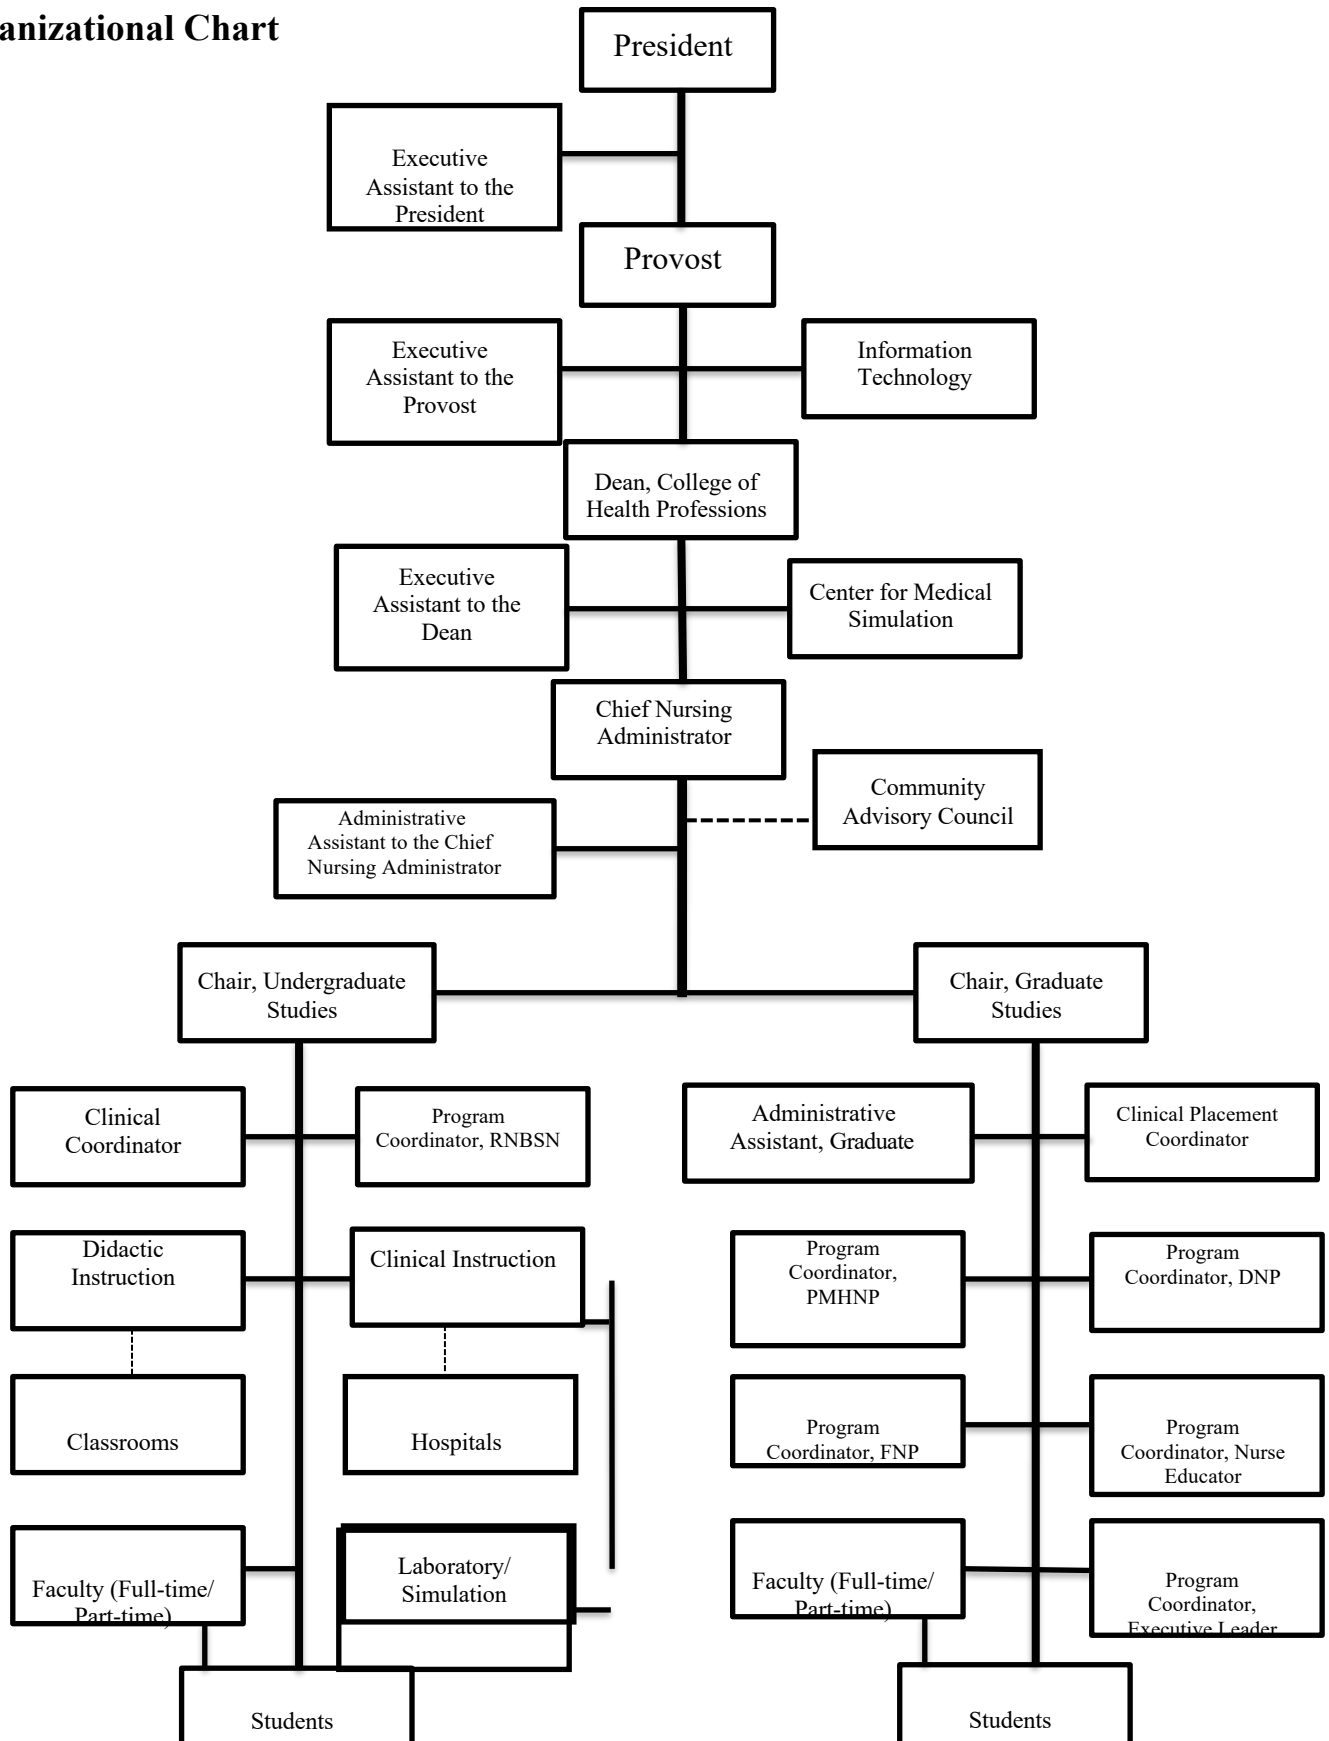 anizational Chart
President
Executive
Assistant to the
President
Provost
Executive
Assistant to the
Provost
Information
Technology
Dean, College of
Health Professions
Executive
Assistant to the
Dean
Center for Medical
Simulation
Chief Nursing
Administrator
Community
Advisory Council
Administrative
Assistant to the Chief
Nursing Administrator
Chair, Undergraduate
Studies
Chair, Graduate
Studies
Clinical
Coordinator
Program
Coordinator, RNBSN
Administrative
Assistant, Graduate
Clinical Placement
Coordinator
Didactic
Instruction
Clinical Instruction
Program
Coordinator,
PMHNP
Program
Coordinator, DNP
Classrooms
Hospitals
Program
Coordinator, FNP
Program
Coordinator, Nurse
Educator
Faculty (Full-time/
Part-time)
Laboratory/
Simulation
Faculty (Full-time/
Part-time)
Program
Coordinator,
Executive Leader
Students
Students